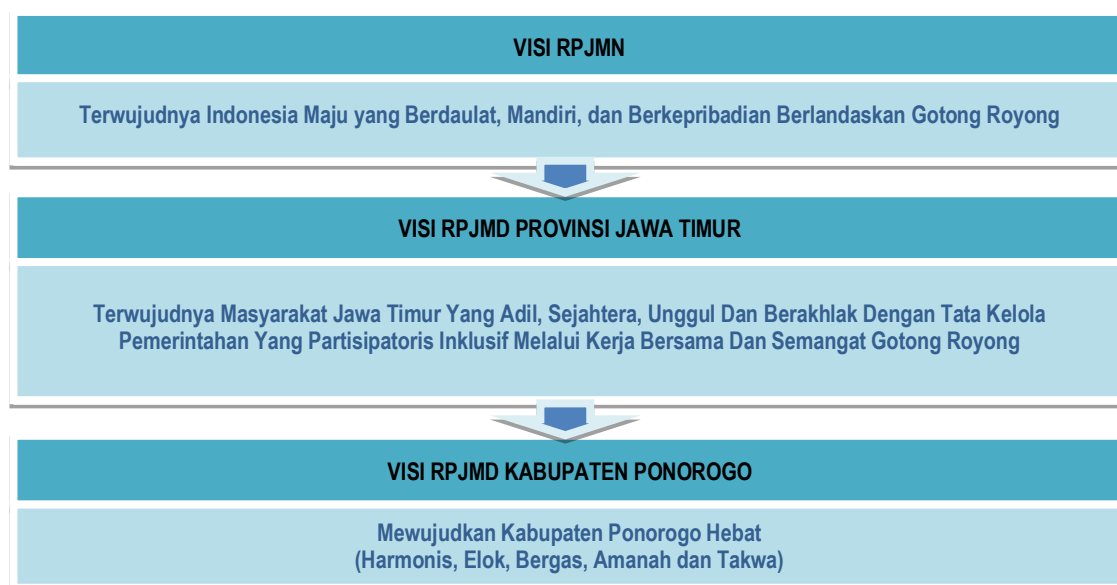 VISI RPJMN
Terwujudnya Indonesia Maju yang Berdaulat, Mandiri, dan Berkepribadian Berlandaskan Gotong Royong
VISI RPJMD PROVINSI JAWA TIMUR
Terwujudnya Masyarakat Jawa Timur Yang Adil, Sejahtera, Unggul Dan Berakhlak Dengan Tata Kelola
Pemerintahan Yang Partisipatoris Inklusif Melalui Kerja Bersama Dan Semangat Gotong Royong
VISI RPJMD KABUPATEN PONOROGO
Mewujudkan Kabupaten Ponorogo Hebat
(Harmonis, Elok, Bergas, Amanah dan Takwa)